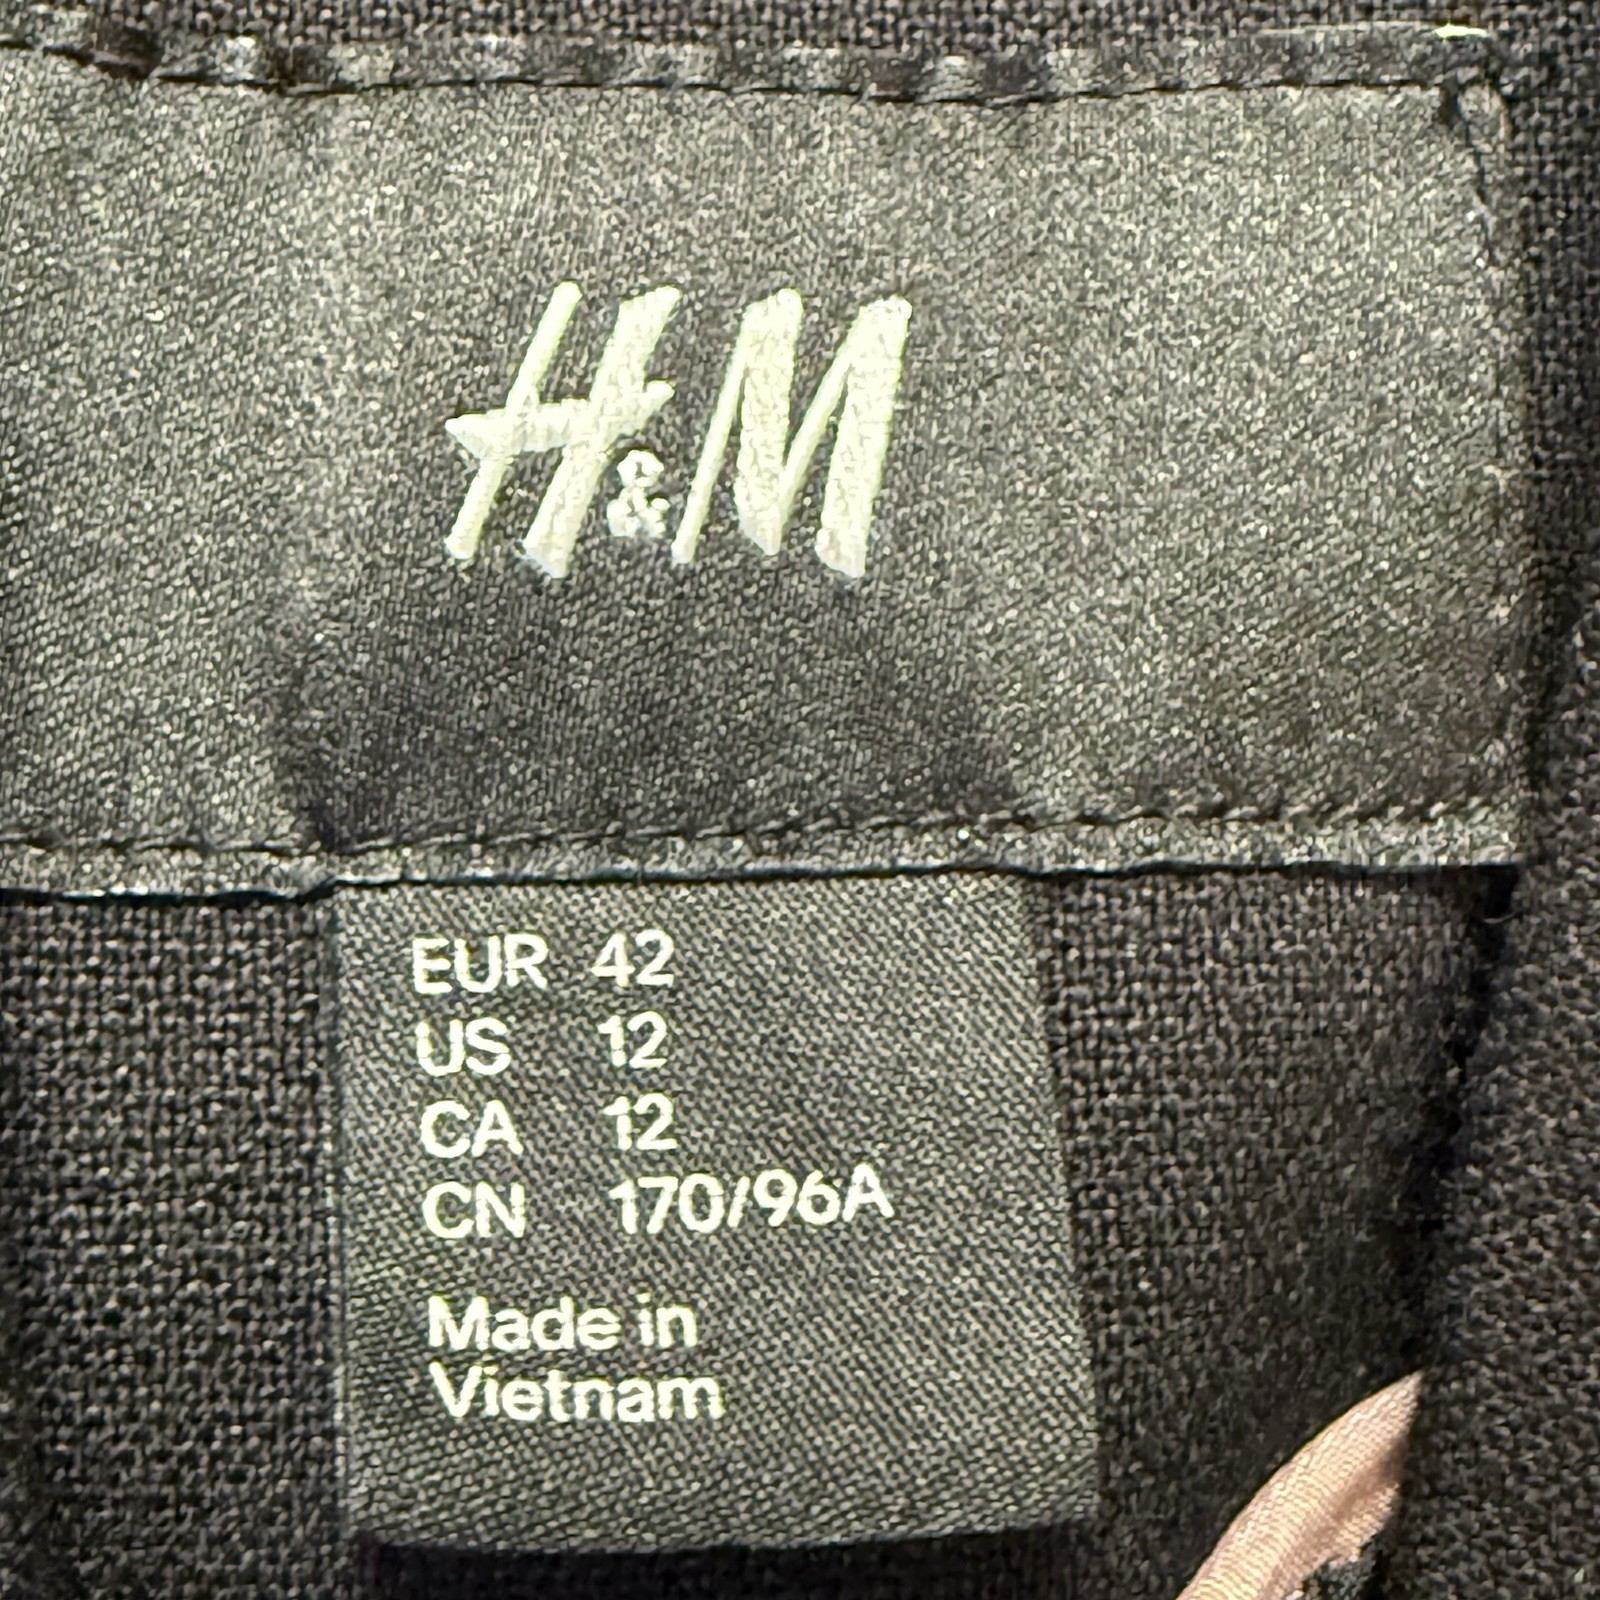 H&M
EUR 42
US 12
CA 12
CN 170/96A
Made in
Vietnam